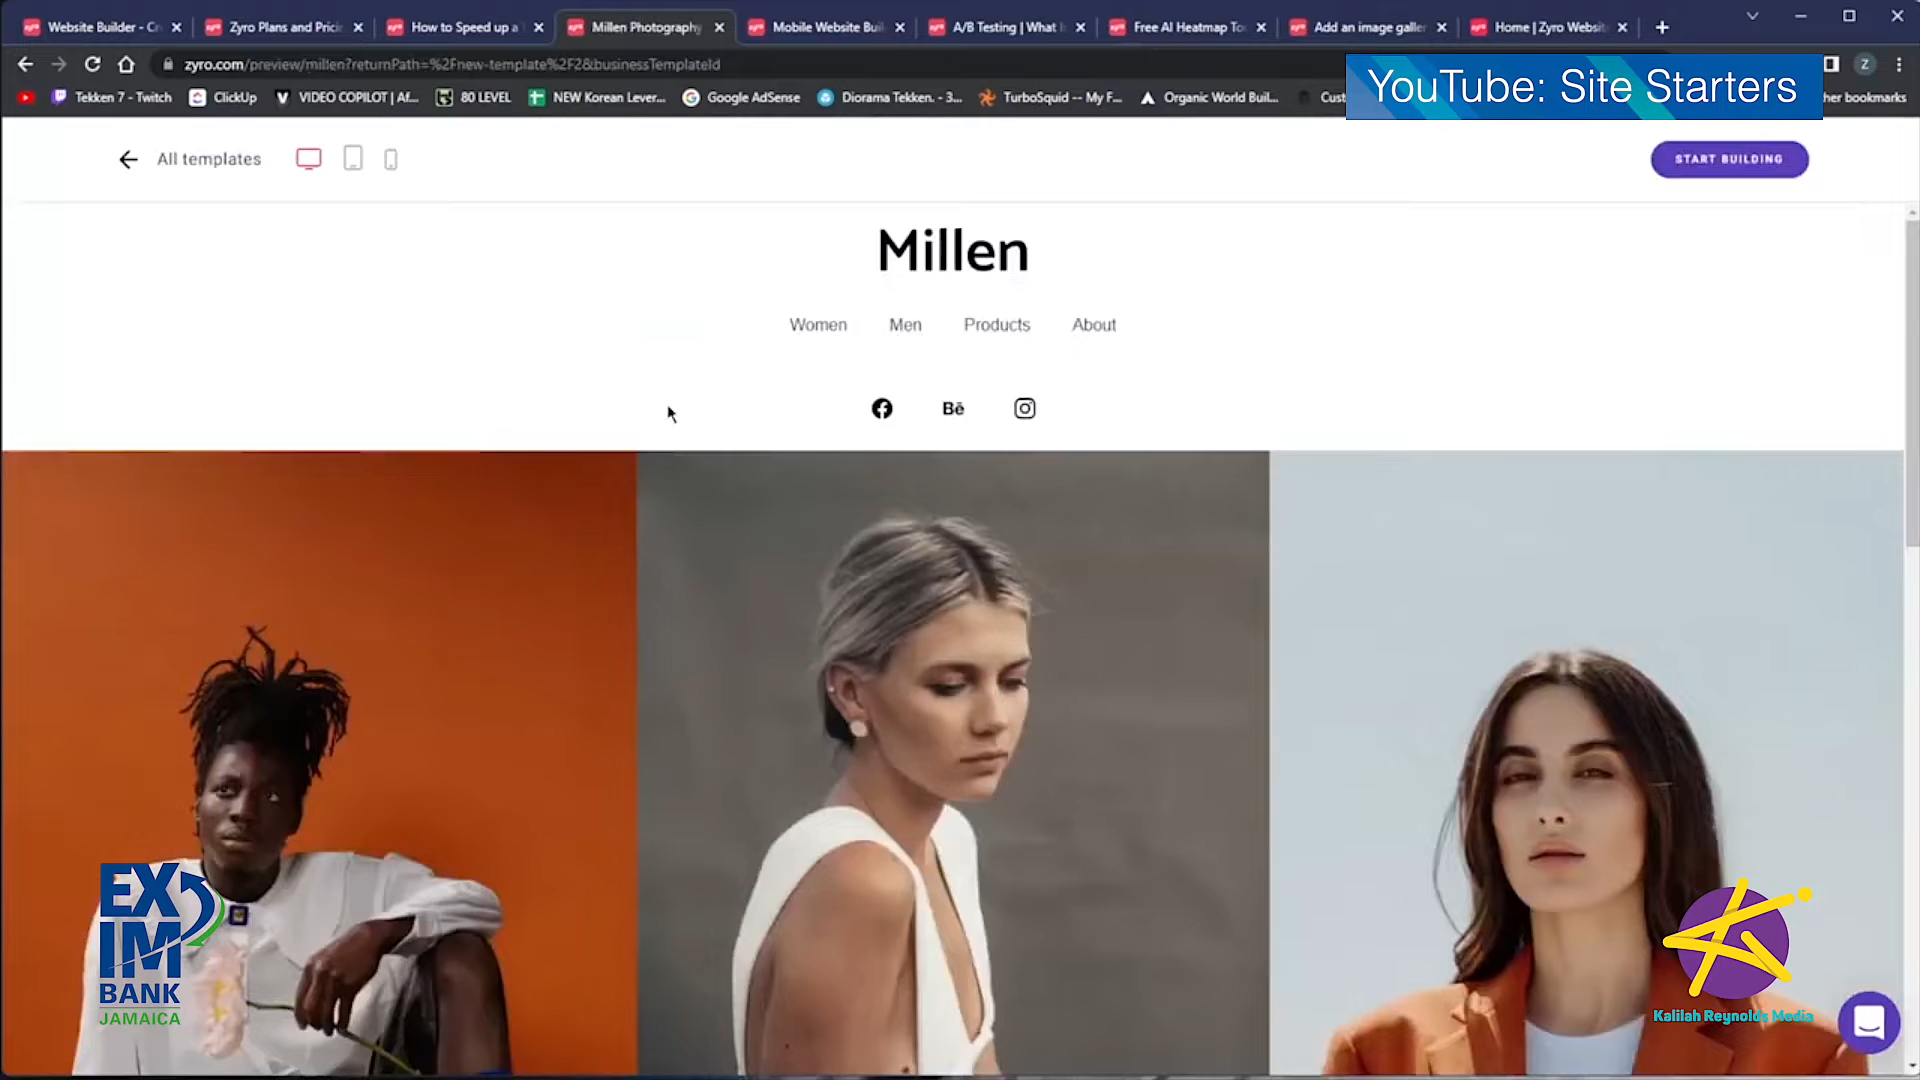 Website Builder - Cr
Zyro Plans and Pricin
How to Speed up a
Millen Photography
Mobile Website Buil
A/B Testing | What
Free AI Heatmap To
Add an image galler
Home | Zyro Websit
zyro.com/preview/millen?returnPath=%2Fnew-template%2F2&businessTemplateId
Z
YouTube: Site Starters
Tekken 7 - Twitch
ClickUp
VIDEO COPILOT | Af...
80 LEVEL
NEW Korean Lever...
Google AdSense
Diorama Tekken. - 3...
TurboSquid -- My F...
Organic World Buil...
Cust
her bookmarks
All templates
START BUILDING
Millen
Women Men Products About
Bē
EX
IM
BANK
JAMAICA
Kalilah Reynolds Media